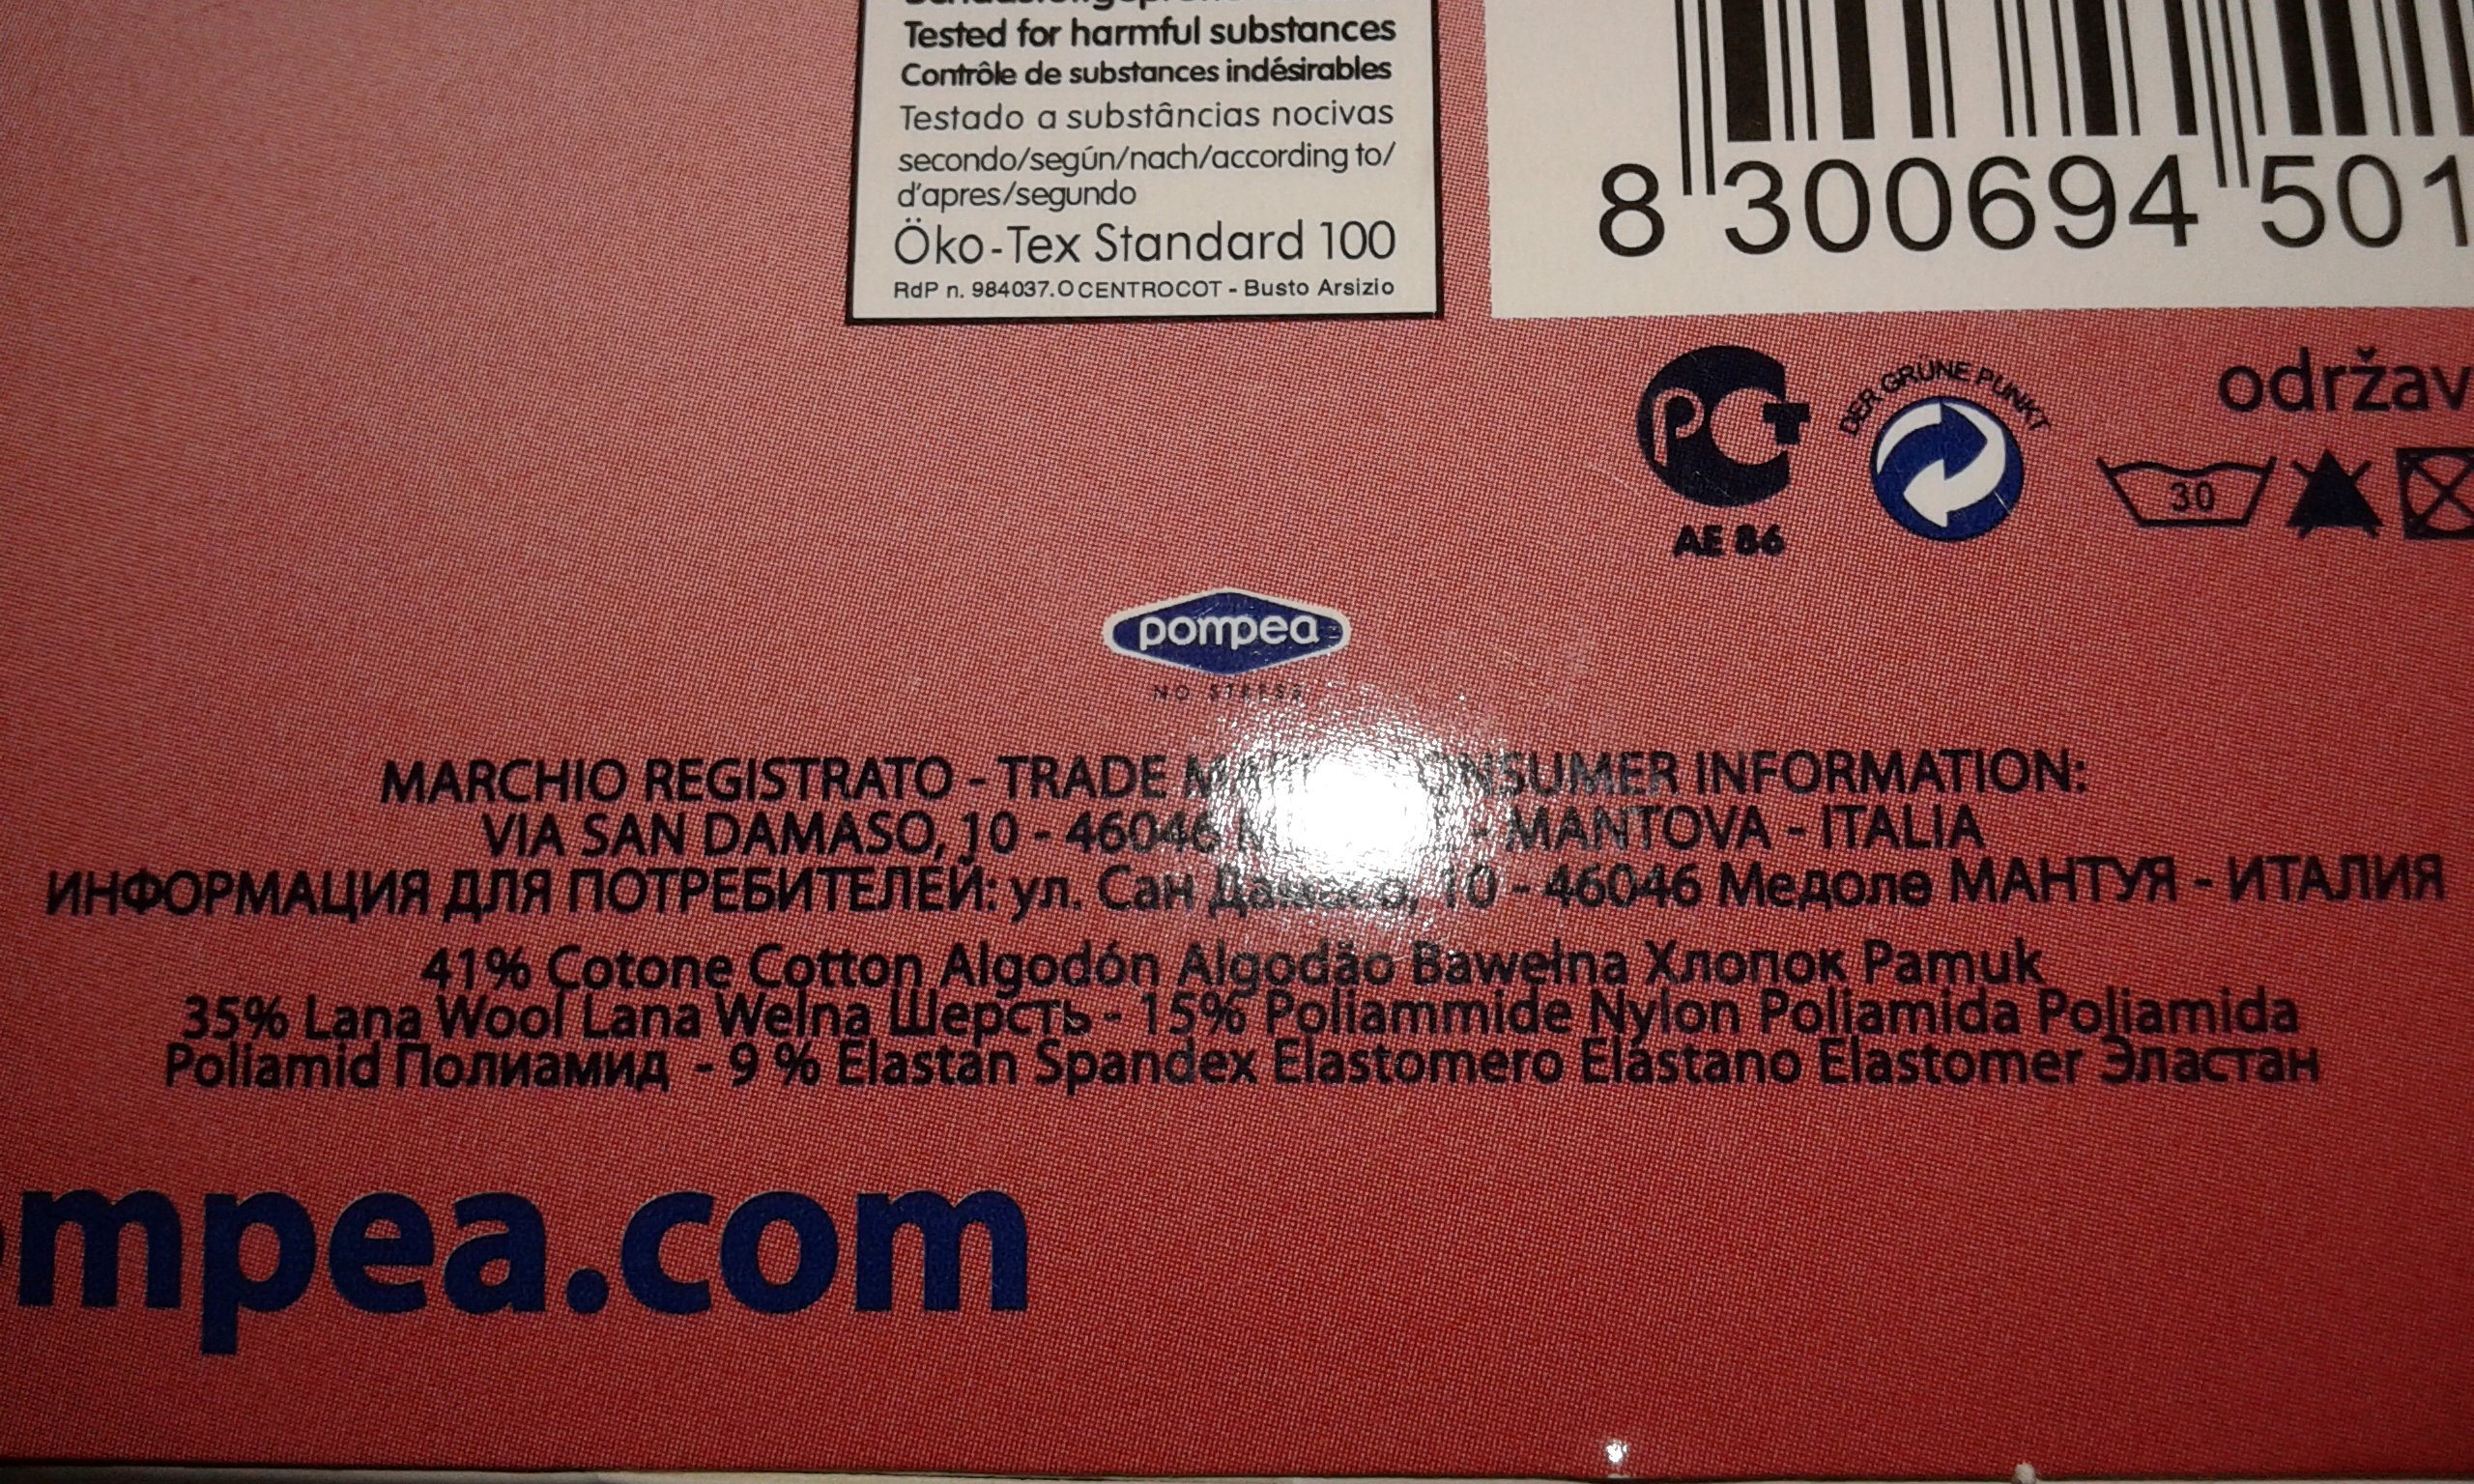 Tested for harmful substances
Contrôle de substances indésirables
Testado a substâncias nocivas
secondo/según/nach/according to/
d'apres/segundo
Öko-Tex Standard 100
RdP n. 984037.O CENTROCOT - Busto Arsizio
8 300694 501
РСТ
AE 86
DER GRÜNE PUNKT
održav
30
pompea
MARCHIO REGISTRATO - TRADE CONSUMER INFORMATION:
VIA SAN DAMASO, 10 - 46046 - MANTOVA - ITALIA
ИНФОРМАЦИЯ ДЛЯ ПОТРЕБИТЕЛЕЙ: ул. Сан Дамасо, 10 - 46046 Медоле МАНТУЯ - ИТАЛИЯ
41% Cotone Cotton Algodón Algodão Bawełna Хлопок Pamuk
35% Lana Wool Lana Wełna Шерсть - 15% Poliammide Nylon Poliamida Poliamida
Poliamid Полиамид - 9 % Elastan Spandex Elastomero Elástano Elastomer Эластан
mpea.com